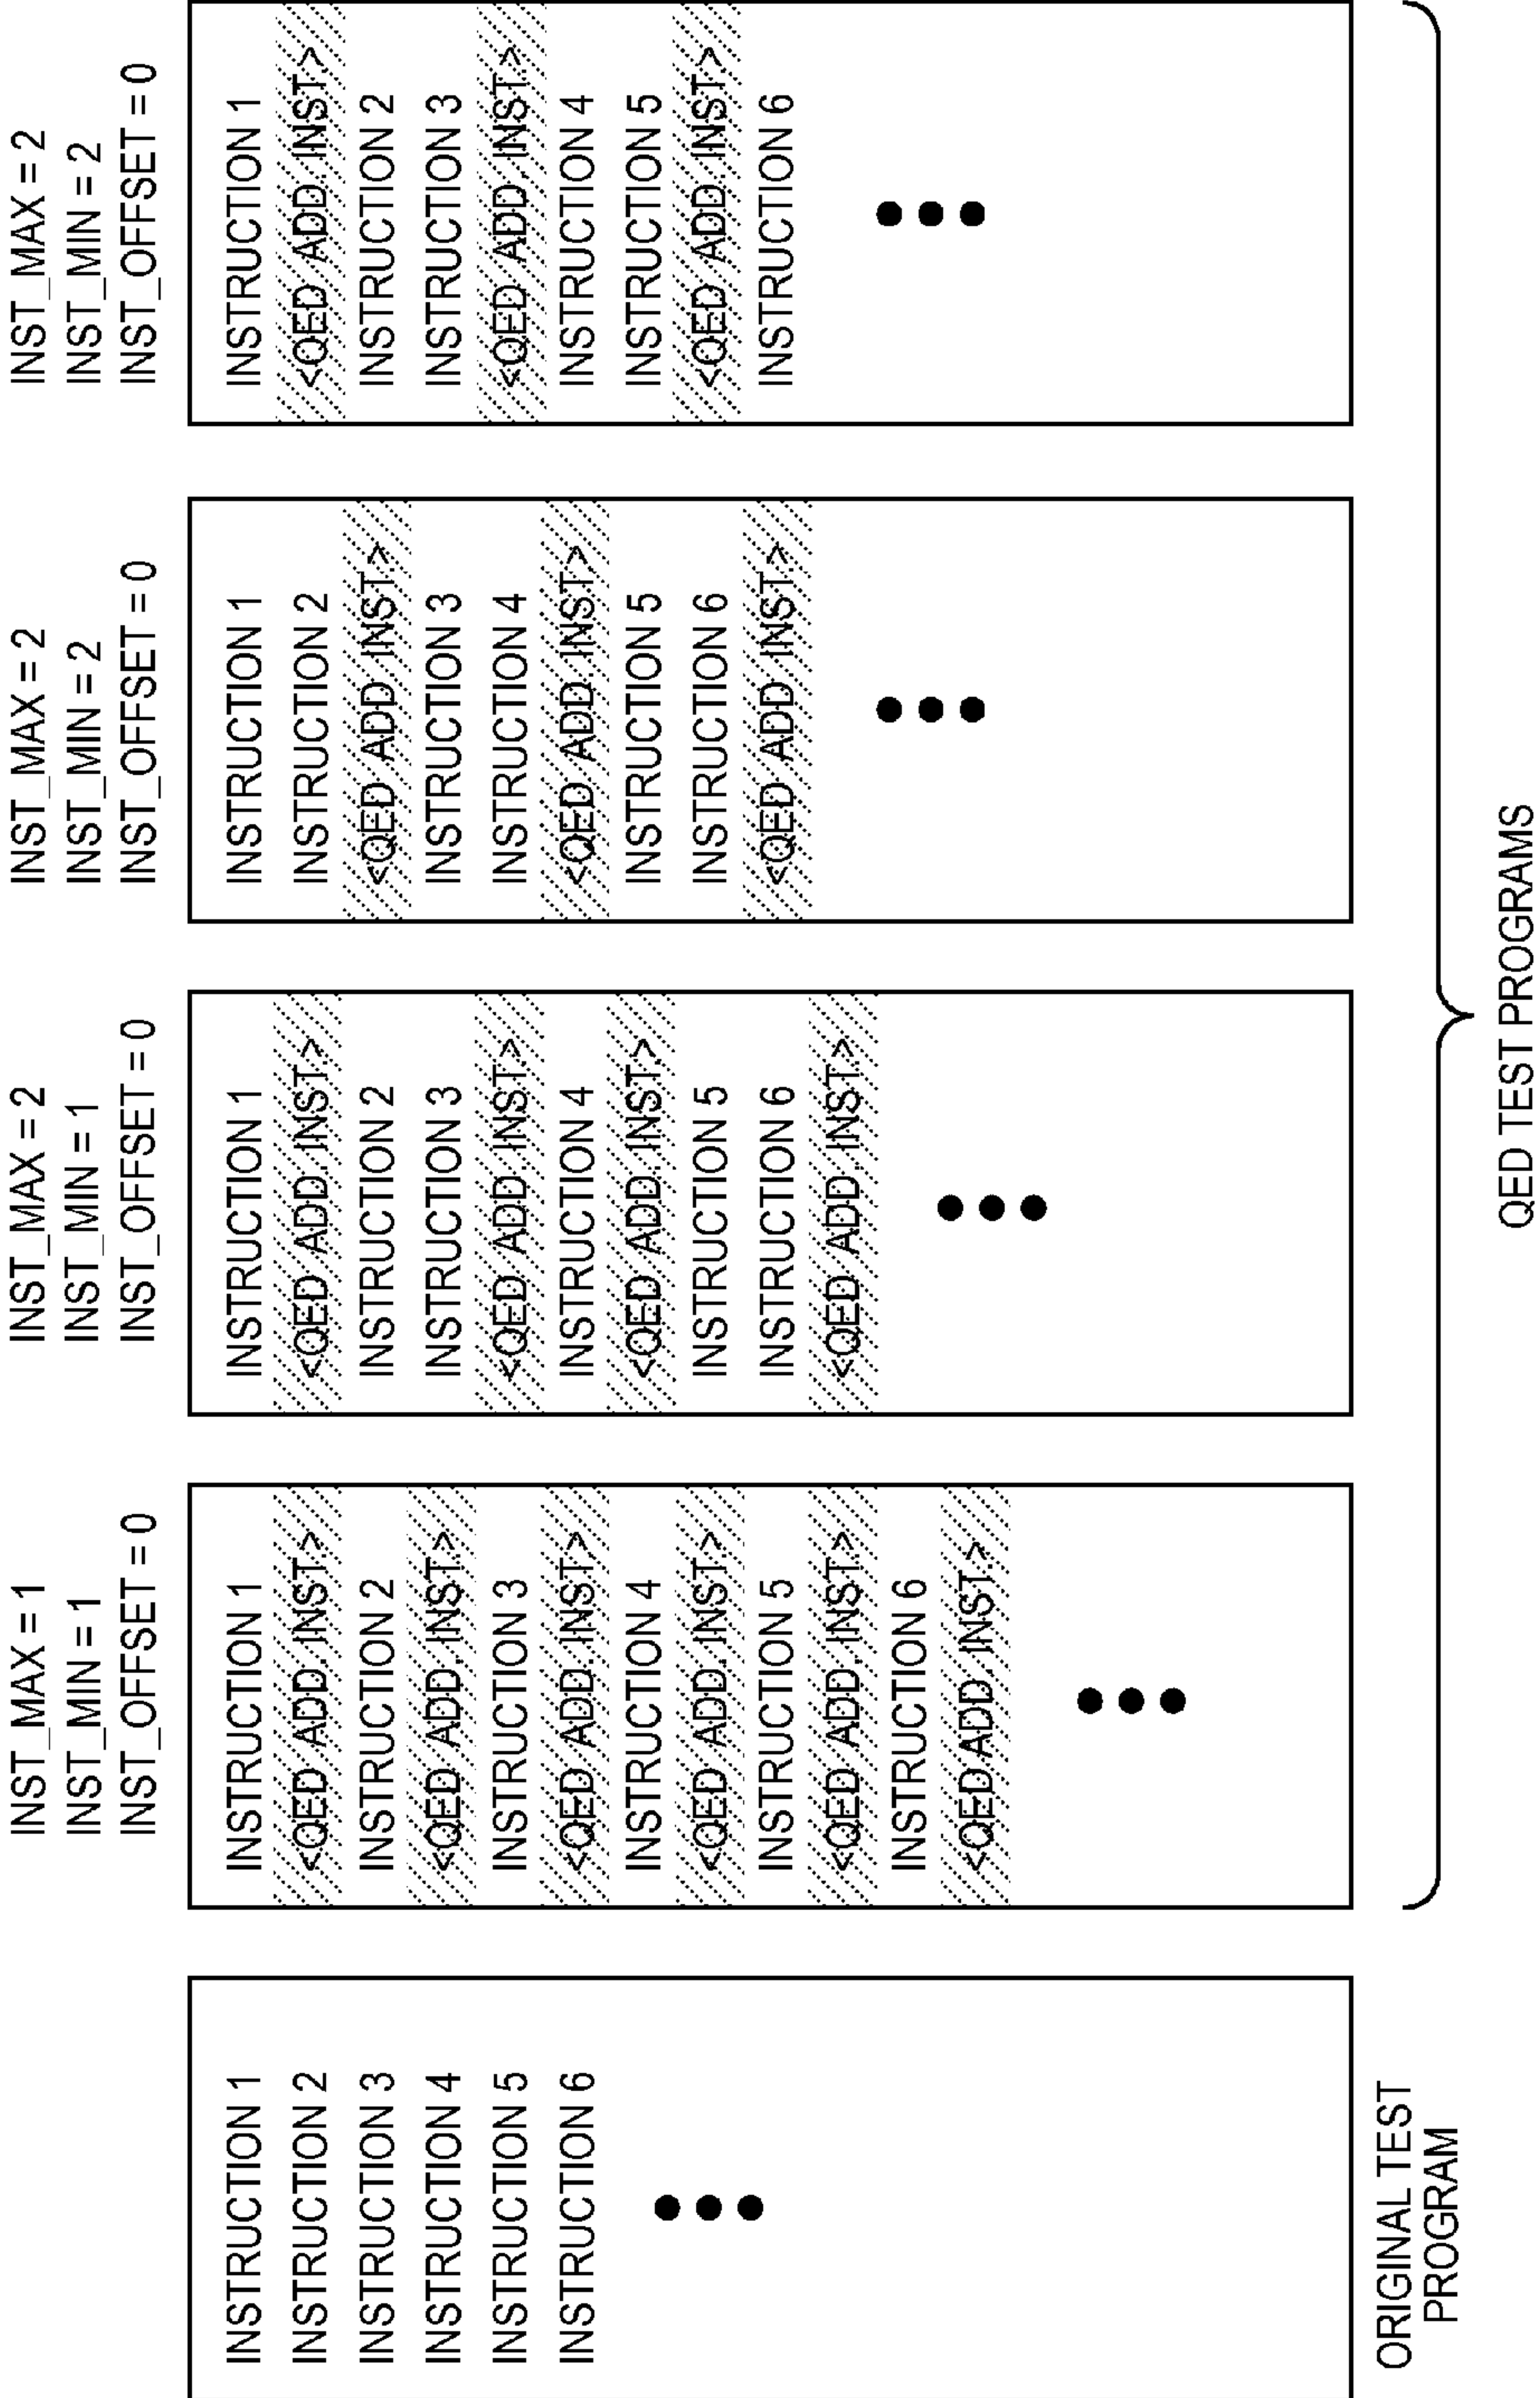 ORIGINAL TEST
PROGRAM
INSTRUCTION 1
INSTRUCTION 2
INSTRUCTION 3
INSTRUCTION 4
INSTRUCTION 5
INSTRUCTION 6
INST_MAX = 1
INST_MIN = 1
INST_OFFSET = 0
INSTRUCTION 1
<QED ADD. INST.>
INSTRUCTION 2
<QED ADD. INST.>
INSTRUCTION 3
<QED ADD. INST.>
INSTRUCTION 4
<QED ADD. INST.>
INSTRUCTION 5
<QED ADD. INST.>
INSTRUCTION 6
<QED ADD. INST.>
INST_MAX = 2
INST_MIN = 1
INST_OFFSET = 0
INSTRUCTION 1
<QED ADD. INST.>
INSTRUCTION 2
INSTRUCTION 3
<QED ADD. INST.>
INSTRUCTION 4
<QED ADD. INST.>
INSTRUCTION 5
INSTRUCTION 6
<QED ADD. INST.>
INST_MAX = 2
INST_MIN = 2
INST_OFFSET = 0
INSTRUCTION 1
INSTRUCTION 2
<QED ADD INST.>
INSTRUCTION 3
INSTRUCTION 4
<QED ADD INST.>
INSTRUCTION 5
INSTRUCTION 6
<QED ADD INST.>
INST_MAX = 2
INST_MIN = 2
INST_OFFSET = 0
INSTRUCTION 1
<QED ADD. INST.>
INSTRUCTION 2
INSTRUCTION 3
<QED ADD. INST.>
INSTRUCTION 4
INSTRUCTION 5
<QED ADD. INST.>
INSTRUCTION 6
QED TEST PROGRAMS